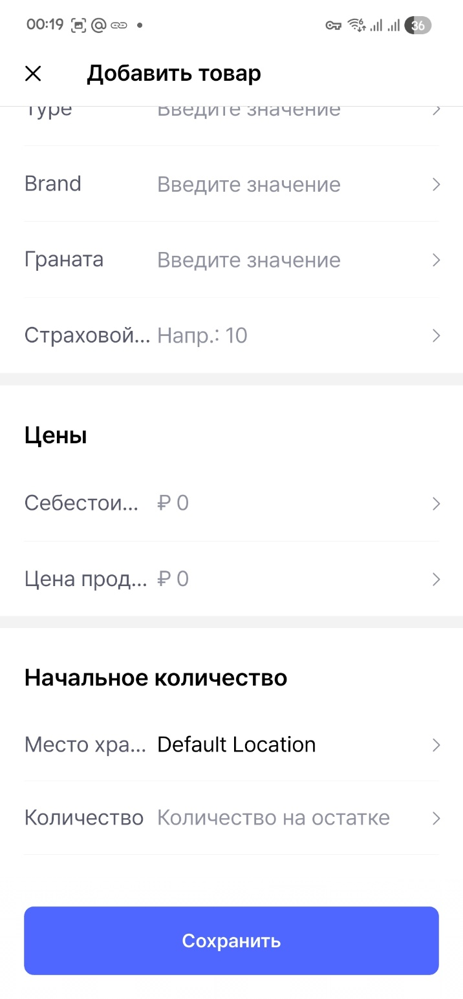 00:19
36
Добавить товар
Type Введите значение
Brand Введите значение
Граната Введите значение
Страховой... Напр.: 10
Цены
Себестои... ₽ 0
Цена прод... ₽ 0
Начальное количество
Место хра... Default Location
Количество Количество на остатке
Сохранить